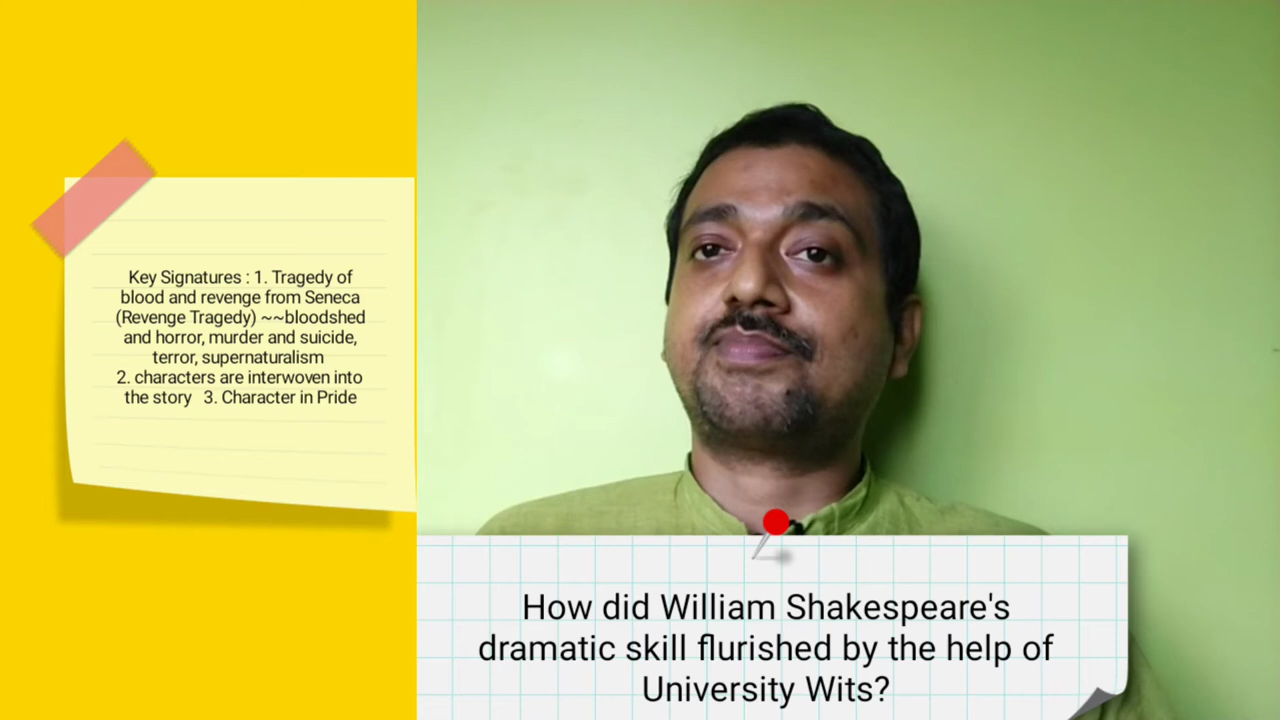 Key Signatures : 1. Tragedy of
blood and revenge from Seneca
(Revenge Tragedy) ~~bloodshed
and horror, murder and suicide,
terror, supernaturalism
2. characters are interwoven into
the story 3. Character in Pride
How did William Shakespeare's
dramatic skill flurished by the help of
University Wits?